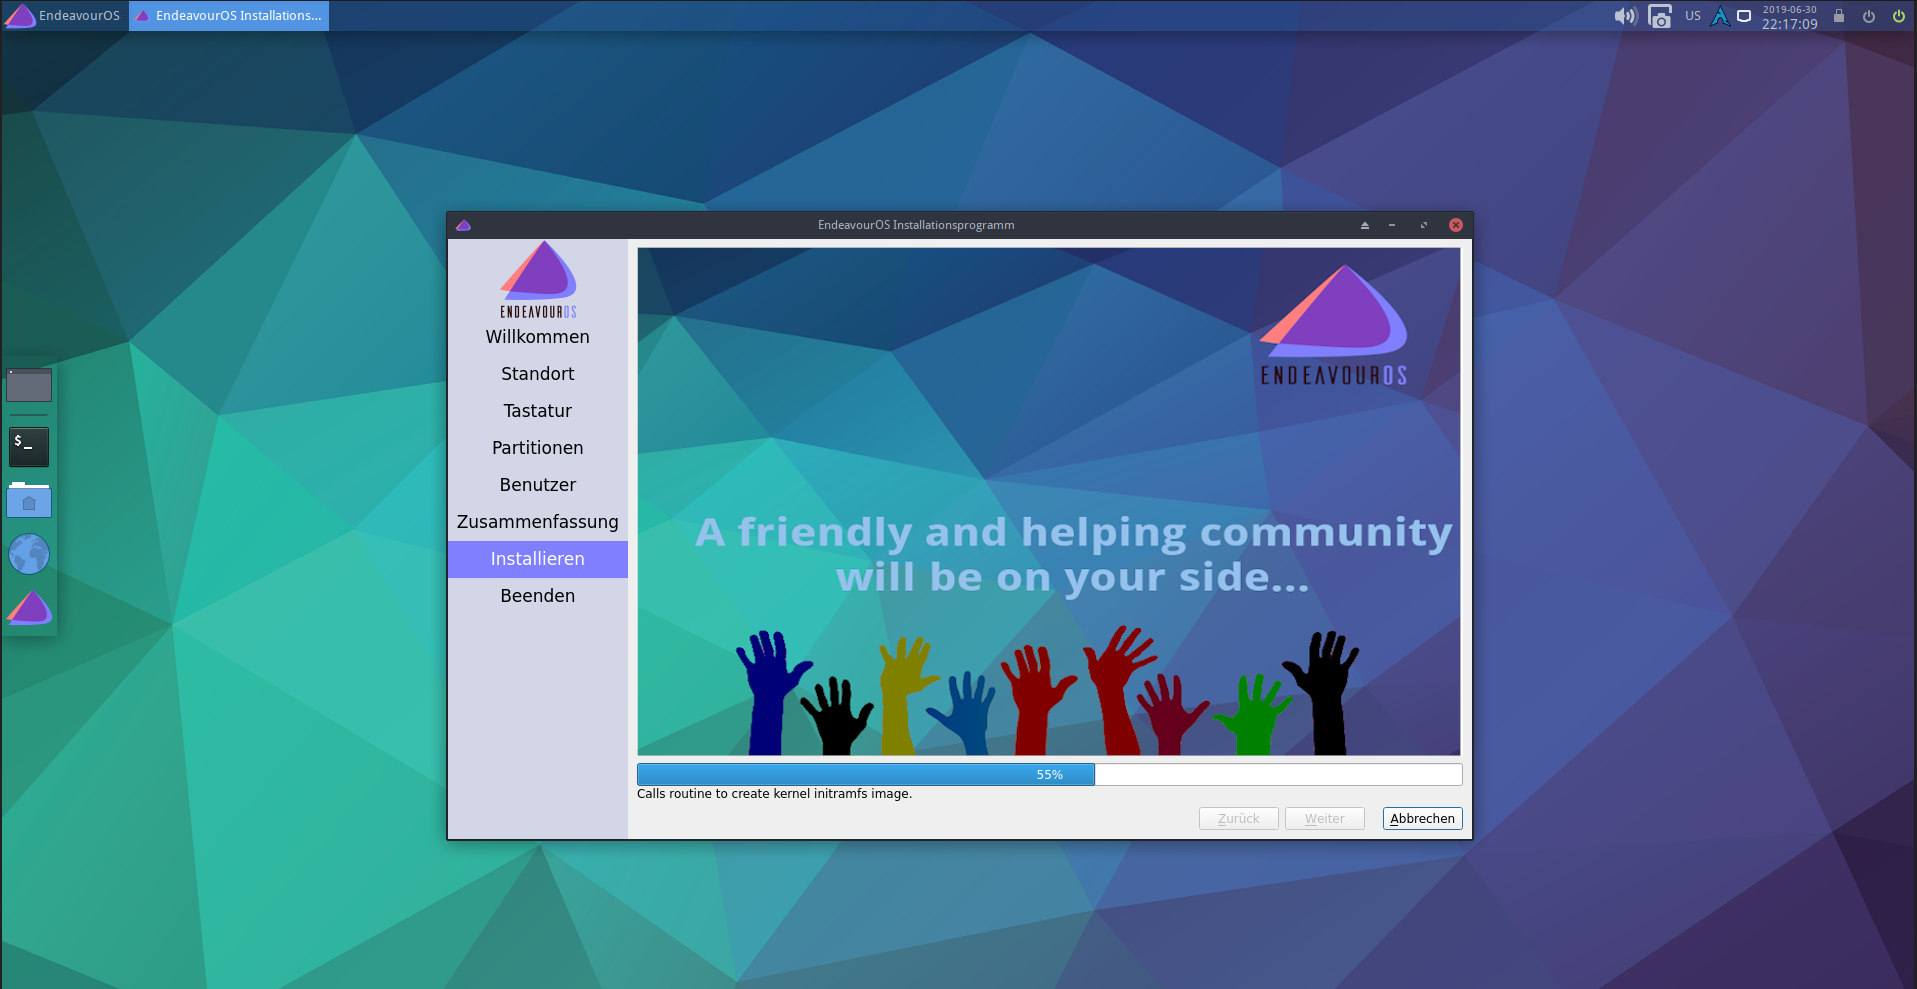 EndeavourOS
EndeavourOS Installations...
US
2019-06-30
22:17:09
$_
EndeavourOS Installationsprogramm
ENDEAVOUROS
Willkommen
Standort
Tastatur
Partitionen
Benutzer
Zusammenfassung
Installieren
Beenden
ENDEAVOUROS
A friendly and helping community
will be on your side...
55%
Calls routine to create kernel initramfs image.
Zurück
Weiter
Abbrechen